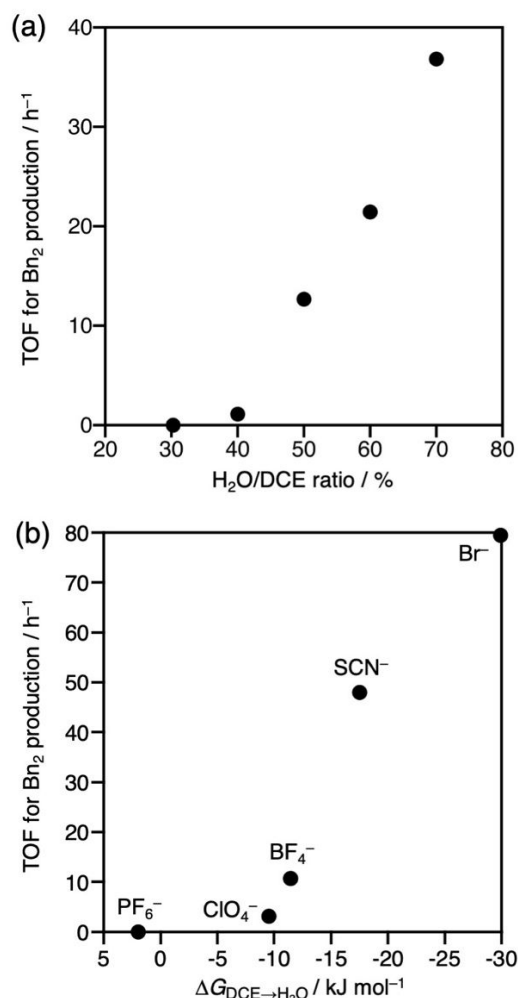 (a)
40
30
20
10
0
TOF for Bn₂ production / h⁻¹
20 30 40 50 60 70 80
H₂O/DCE ratio / %
(b)
80
70
60
50
40
30
20
10
0
TOF for Bn₂ production / h⁻¹
Br⁻
SCN⁻
BF₄⁻
ClO₄⁻
PF₆⁻
5 0 -5 -10 -15 -20 -25 -30
ΔG_DCE→H₂O / kJ mol⁻¹